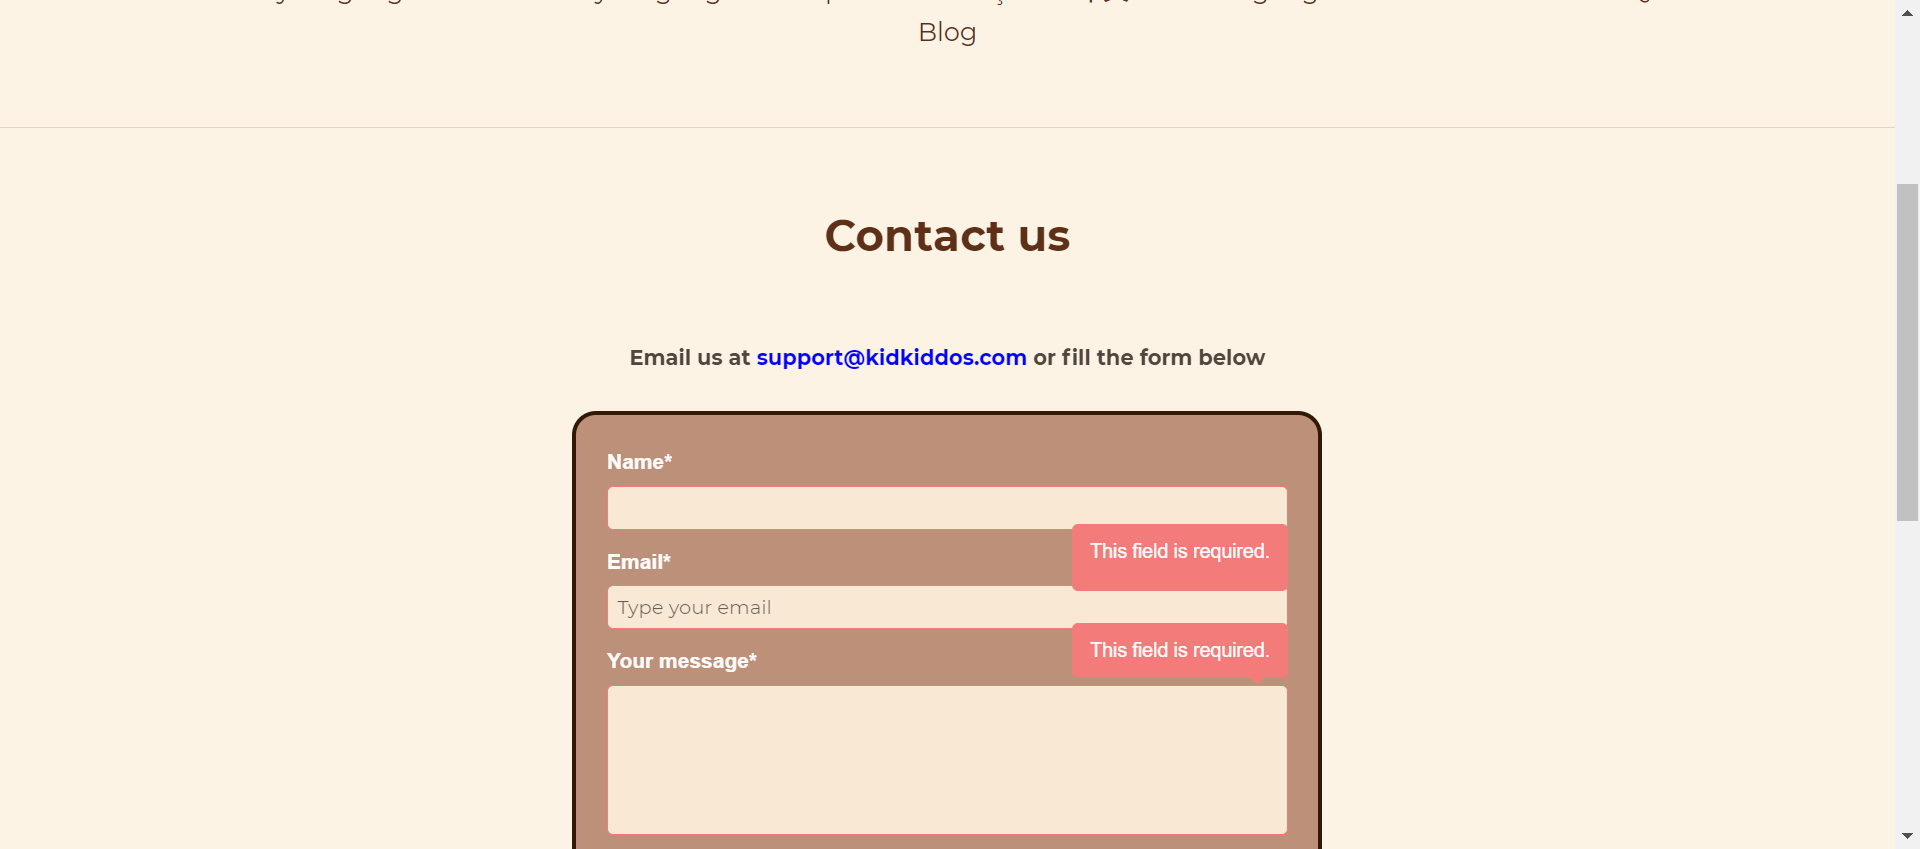 Blog
Contact us
Email us at support@kidkiddos.com or fill the form below
Name*
This field is required.
Email*
Type your email
This field is required.
Your message*